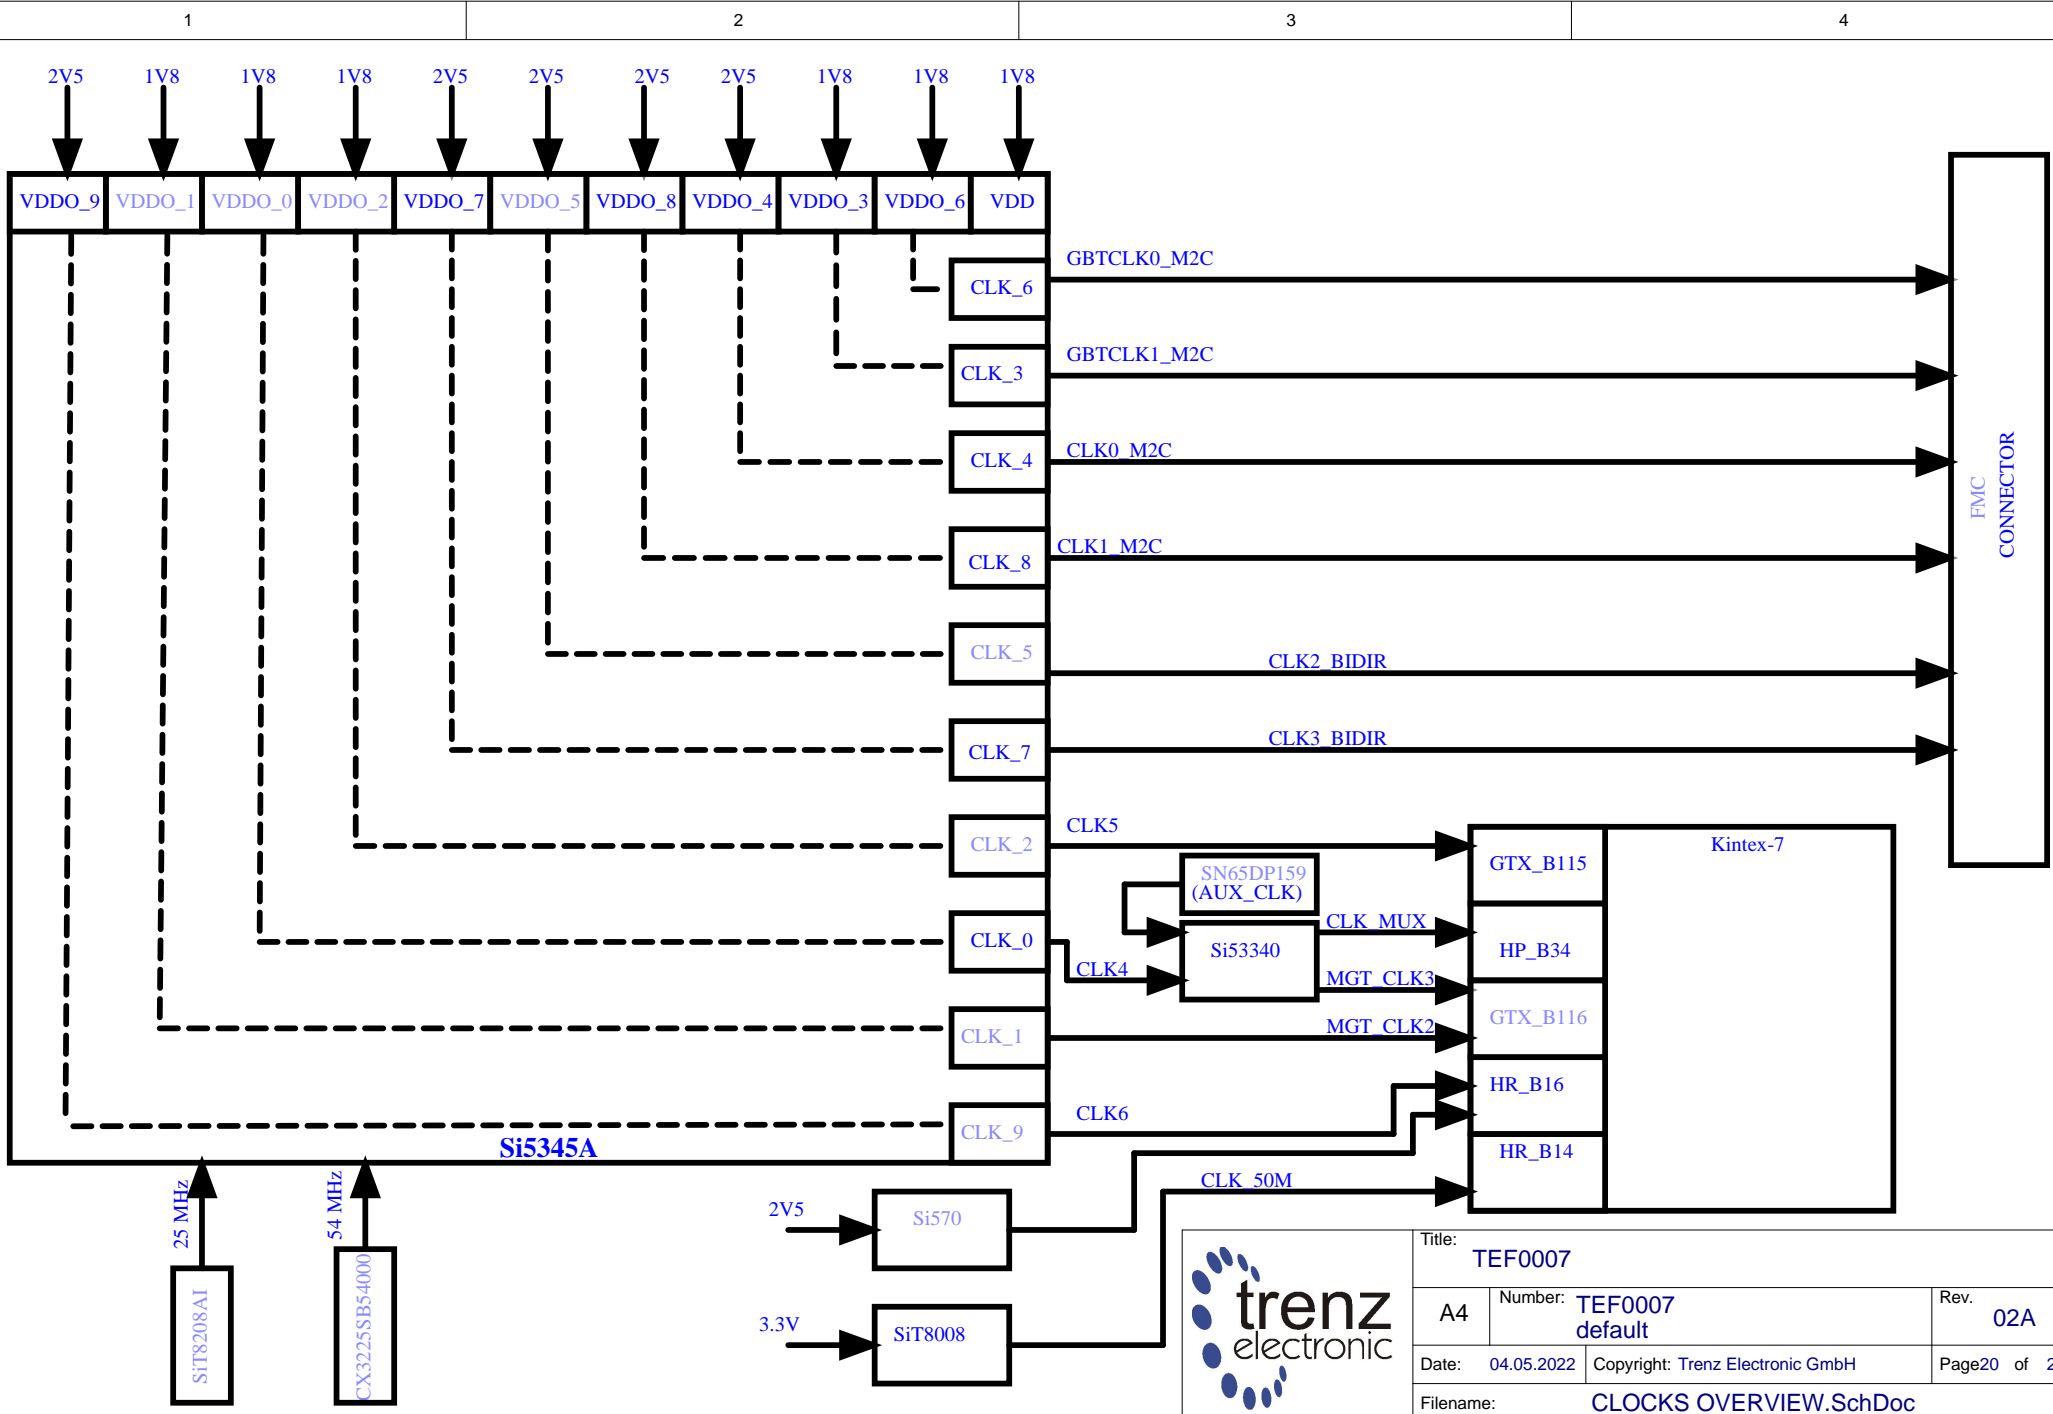 1 2 3 4
2V5 1V8 1V8 1V8 2V5 2V5 2V5 2V5 1V8 1V8 1V8
VDDO_9 VDDO_1 VDDO_0 VDDO_2 VDDO_7 VDDO_5 VDDO_8 VDDO_4 VDDO_3 VDDO_6 VDD
GBTCLK0_M2C
CLK_6
GBTCLK1_M2C
CLK_3
CLK0_M2C
CLK_4
CLK1_M2C
CLK_8
FMC
CONNECTOR
CLK_5
CLK2_BIDIR
CLK3_BIDIR
CLK_7
CLK5
CLK_2
Kintex-7
GTX_B115
SN65DP159
(AUX_CLK)
CLK_MUX
CLK_0
Si53340
HP_B34
CLK4
MGT_CLK3
GTX_B116
MGT_CLK2
CLK_1
HR_B16
CLK6
CLK_9
Si5345A
HR_B14
25 MHz
54 MHz
CLK_50M
2V5
Si570
SiT8208AI
CX3225SB54000
3.3V
SiT8008
trenz
electronic
Title:
TEF0007
A4
Number: TEF0007
default
Rev.
02A
Date: 04.05.2022
Copyright: Trenz Electronic GmbH
Page20 of 2
Filename: CLOCKS OVERVIEW.SchDoc